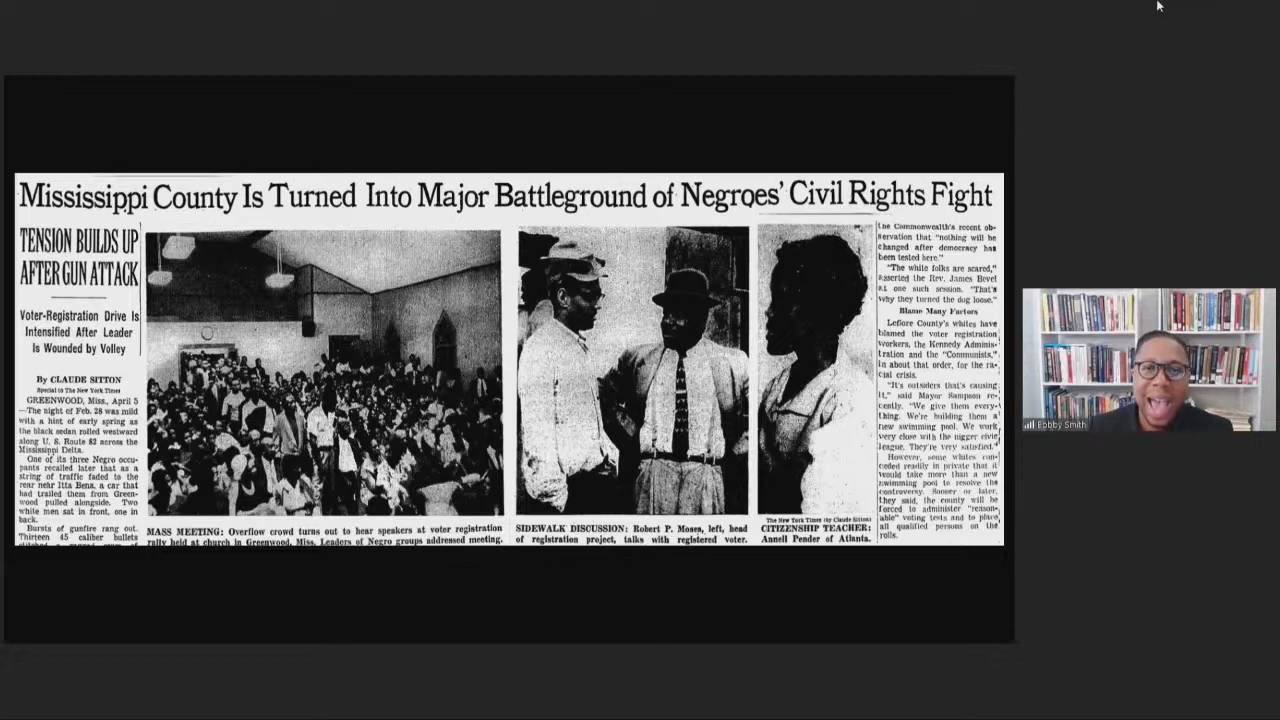 Mississippi County Is Turned Into Major Battleground of Negroes' Civil Rights Fight
TENSION BUILDS UP
AFTER GUN ATTACK
Voter-Registration Drive Is
Intensified After Leader
Is Wounded by Volley
By CLAUDE SITTON
Special to The New York Times
GREENWOOD, Miss., April 5
—The night of Feb. 28 was mild
with a hint of early spring as
the black sedan rolled westward
along U. S. Route 82 across the
Mississippi Delta.
One of its three Negro occu-
pants recalled later that as a
string of traffic faded to the
rear near Itta Bena, a car that
had trailed them from Green-
wood pulled alongside. Two
white men sat in front, one in
back.
Bursts of gunfire rang out.
Thirteen 45 caliber bullets
MASS MEETING: Overflow crowd turns out to hear speakers at voter registration
rally held at church in Greenwood, Miss. Leaders of Negro groups addressed meeting.
SIDEWALK DISCUSSION: Robert P. Moses, left, head
of registration project, talks with registered voter.
The New York Times (by Claude Sitton)
CITIZENSHIP TEACHER:
Annell Pender of Atlanta.
the Commonwealth's recent ob-
servation that "nothing will be
changed after democracy has
been tested here."
"The white folks are scared,"
asserted the Rev. James Bevel
at one such session. "That's
why they turned the dog loose."
Blame Many Factors
Leflore County's whites have
blamed the voter registration
workers, the Kennedy Adminis-
tration and the "Communists,"
in about that order, for the ra-
cial crisis.
"It's outsiders that's causing
it," said Mayor Sampson re-
cently. "We give them every-
thing. We're building them a
new swimming pool. We work
very close with the nigger civic
league. They're very satisfied."
However, some whites con-
ceded readily in private that it
would take more than a new
swimming pool to resolve the
controversy. Sooner or later,
they said, the county will be
forced to administer "reason-
able" voting tests and to place
all qualified persons on the
rolls.
Bobby Smith